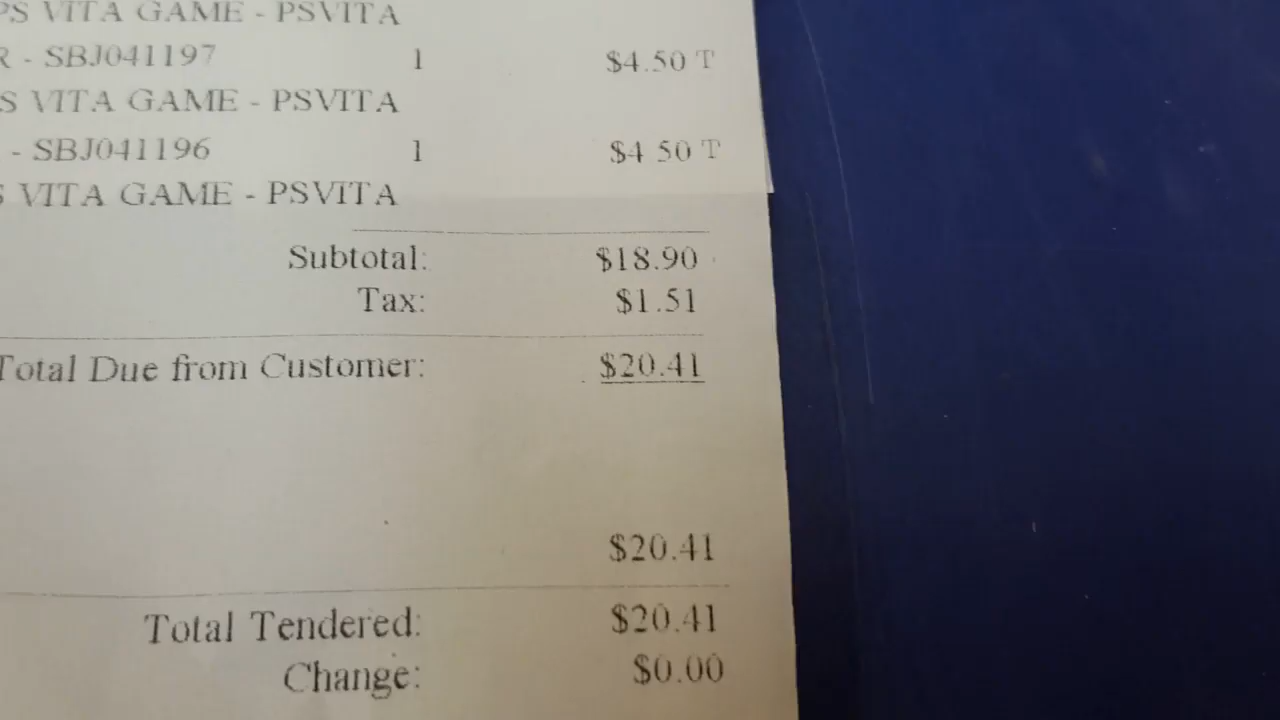 PS VITA GAME - PSVITA
R - SBJ041197 1 $4.50 T
S VITA GAME - PSVITA
- SBJ041196 1 $4 50 T
S VITA GAME - PSVITA
Subtotal: $18.90
Tax: $1.51
Total Due from Customer: $20.41
$20.41
Total Tendered: $20.41
Change: $0.00